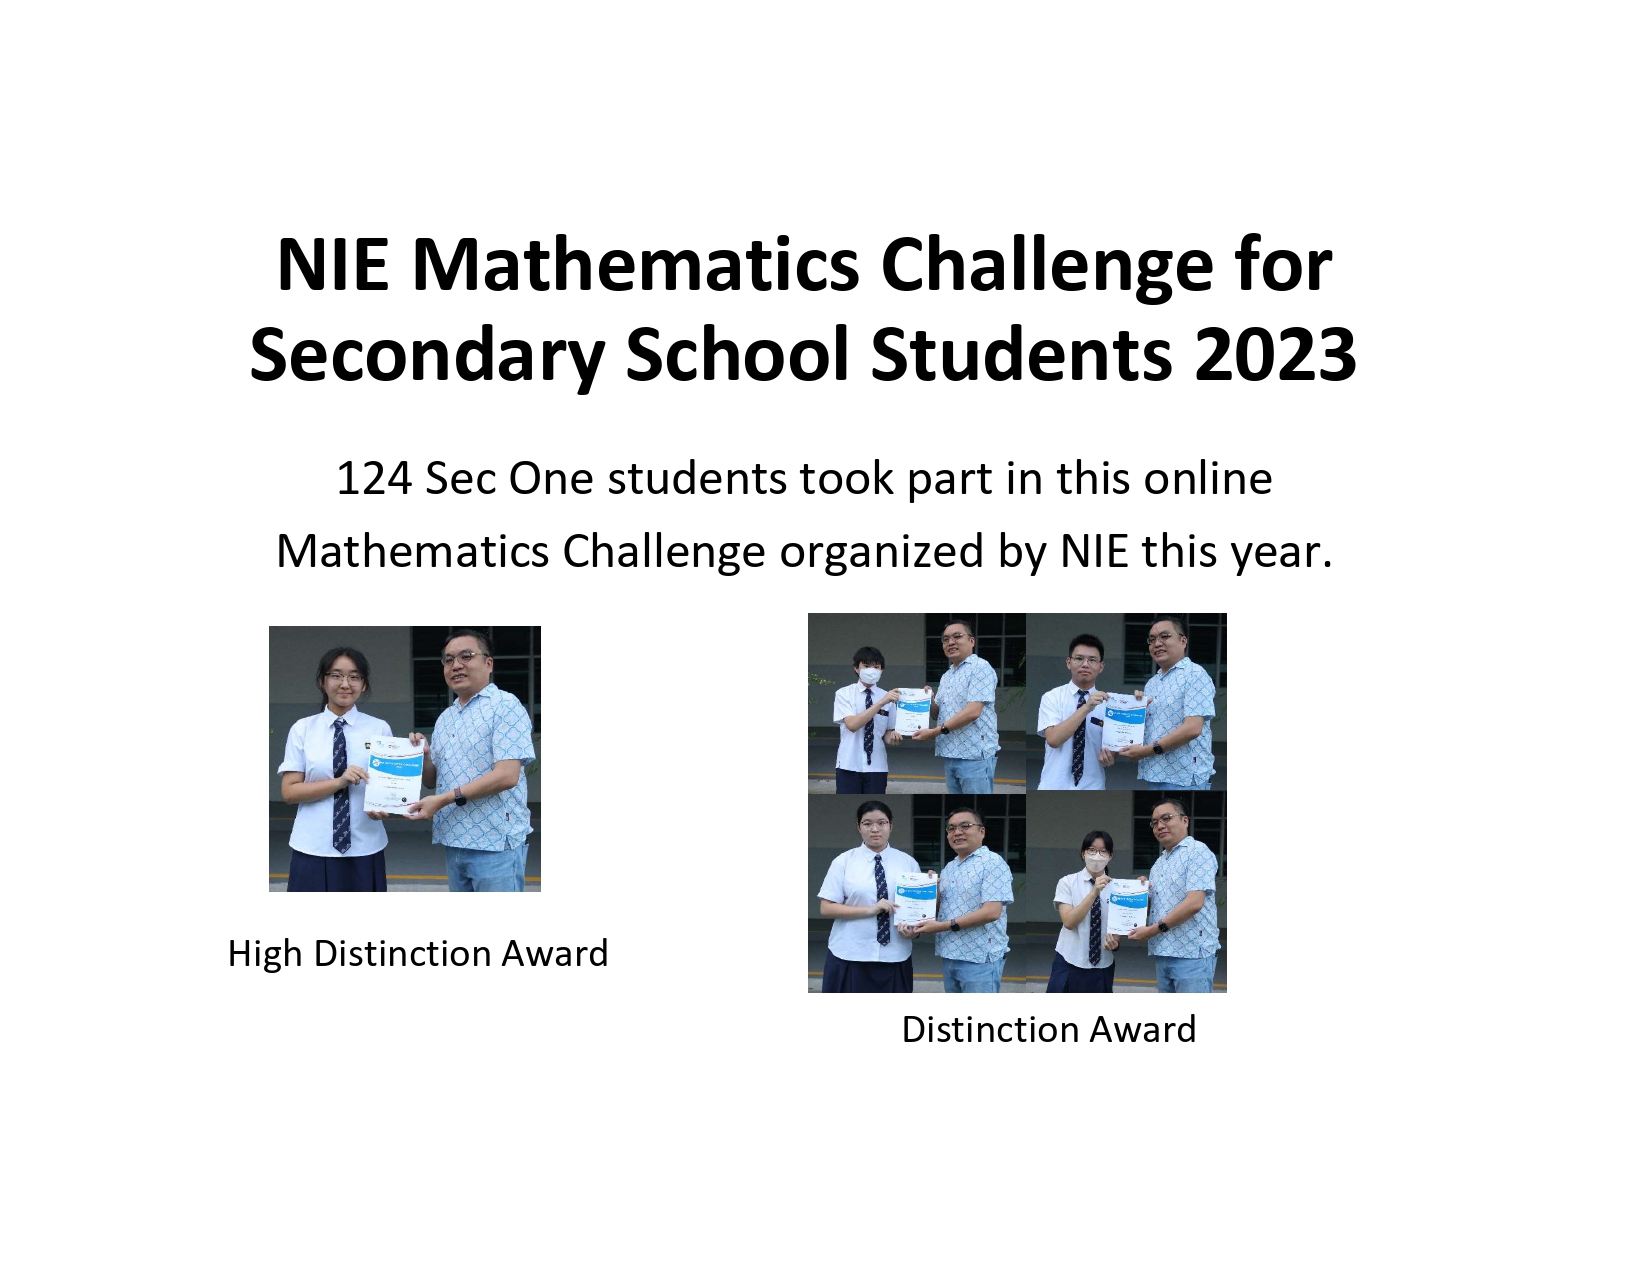 NIE Mathematics Challenge for
Secondary School Students 2023
124 Sec One students took part in this online
Mathematics Challenge organized by NIE this year.
High Distinction Award
Distinction Award